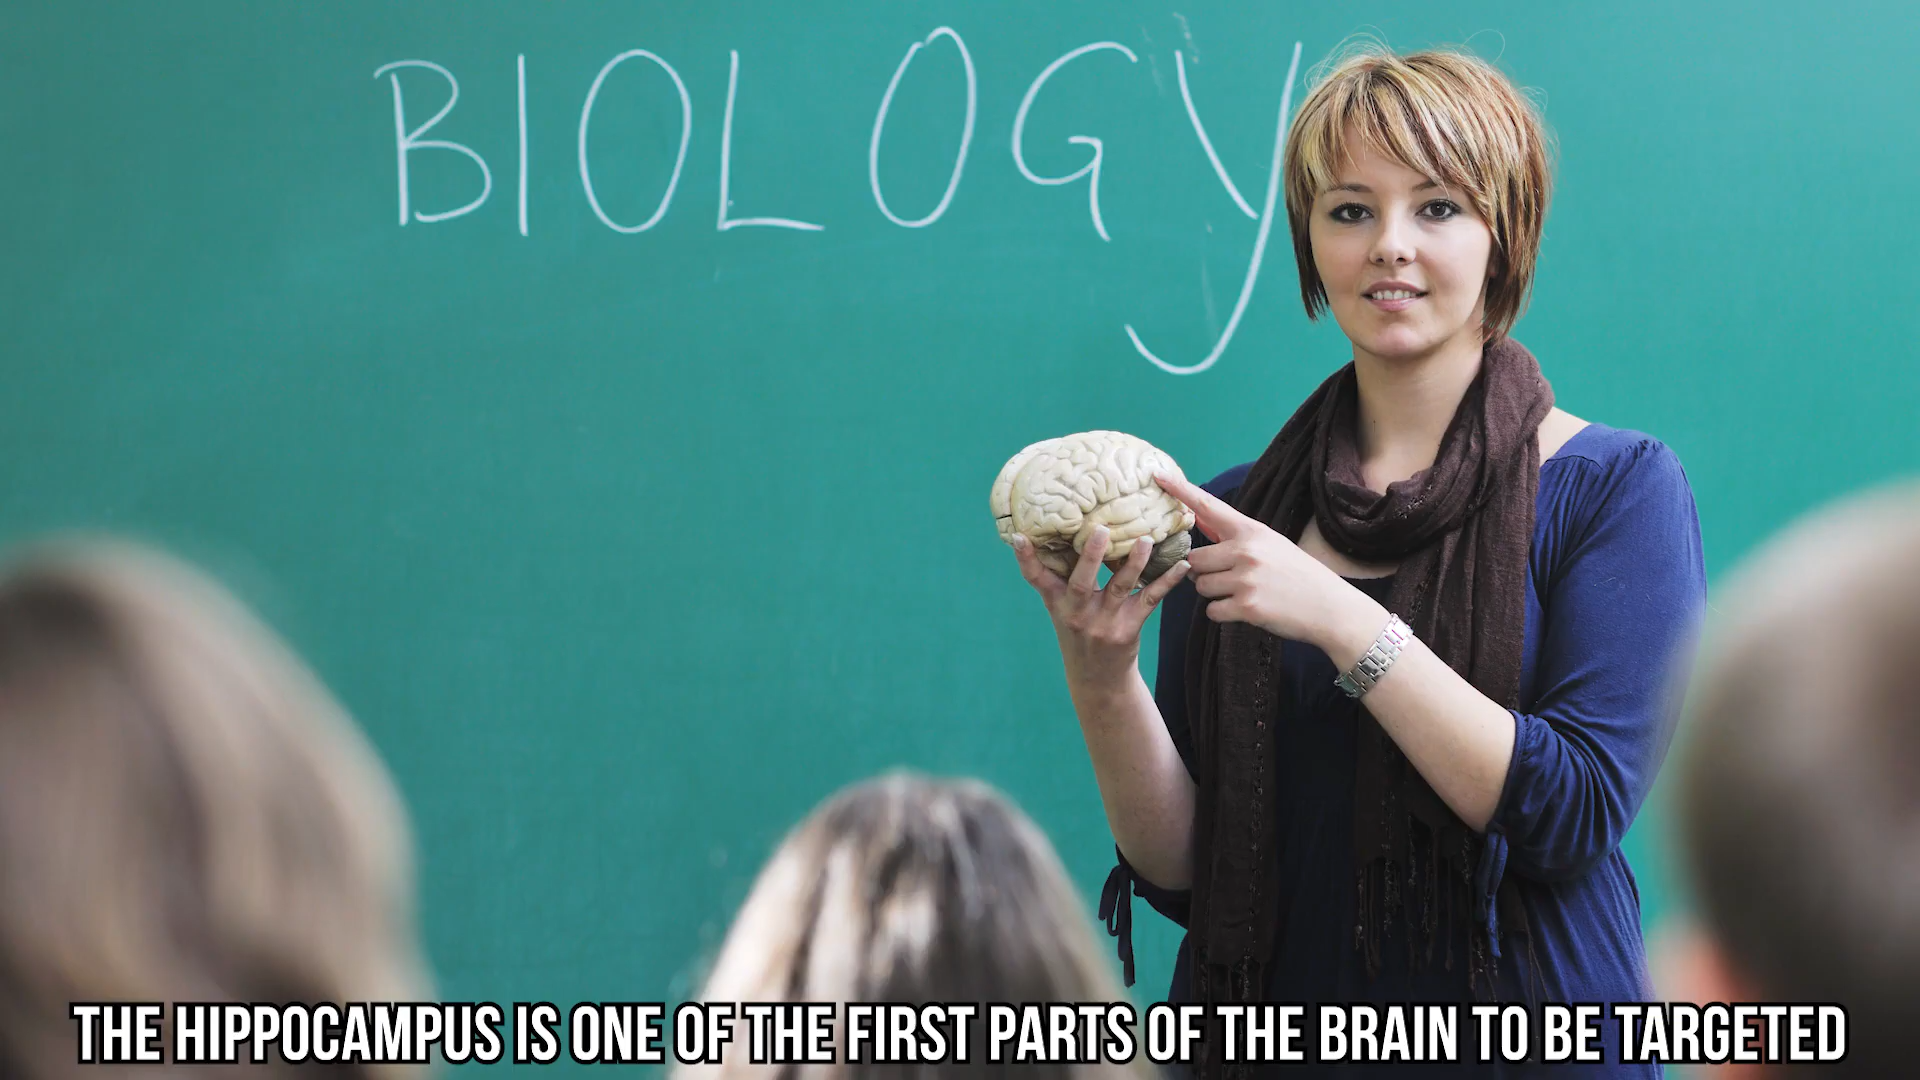 BIOLOGY
THE HIPPOCAMPUS IS ONE OF THE FIRST PARTS OF THE BRAIN TO BE TARGETED